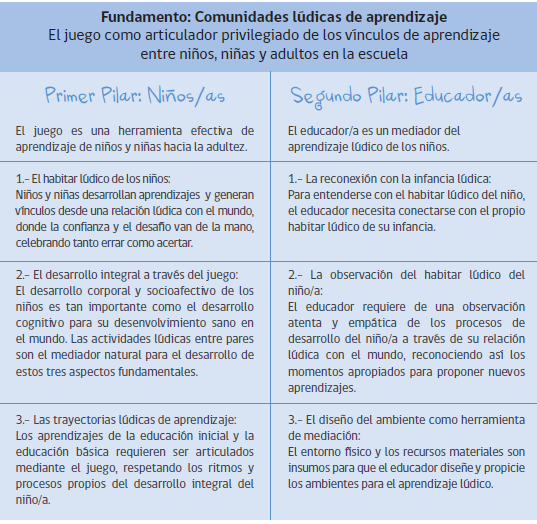 Fundamento: Comunidades lúdicas de aprendizaje
El juego como articulador privilegiado de los vínculos de aprendizaje
entre niños, niñas y adultos en la escuela
Primer Pilar: Niños/as
El juego es una herramienta efectiva de
aprendizaje de niños y niñas hacia la adultez.
1.- El habitar lúdico de los niños:
Niños y niñas desarrollan aprendizajes y generan
vínculos desde una relación lúdica con el mundo,
donde la confianza y el desafío van de la mano,
celebrando tanto errar como acertar.
2.- El desarrollo integral a través del juego:
El desarrollo corporal y socioafectivo de los
niños es tan importante como el desarrollo
cognitivo para su desenvolvimiento sano en
el mundo. Las actividades lúdicas entre pares
son el mediador natural para el desarrollo de
estos tres aspectos fundamentales.
3.- Las trayectorias lúdicas de aprendizaje:
Los aprendizajes de la educación inicial y la
educación básica requieren ser articulados
mediante el juego, respetando los ritmos y
procesos propios del desarrollo integral del
niño/a.
Segundo Pilar: Educador/as
El educador/a es un mediador del
aprendizaje lúdico de los niños.
1.- La reconexión con la infancia lúdica:
Para entenderse con el habitar lúdico del niño,
el educador necesita conectarse con el propio
habitar lúdico de su infancia.
2.- La observación del habitar lúdico del
niño/a:
El educador requiere de una observación
atenta y empática de los procesos de
desarrollo del niño/a a través de su relación
lúdica con el mundo, reconociendo así los
momentos apropiados para proponer nuevos
aprendizajes.
3.- El diseño del ambiente como herramienta
de mediación:
El entorno físico y los recursos materiales son
insumos para que el educador diseñe y propicie
los ambientes para el aprendizaje lúdico.